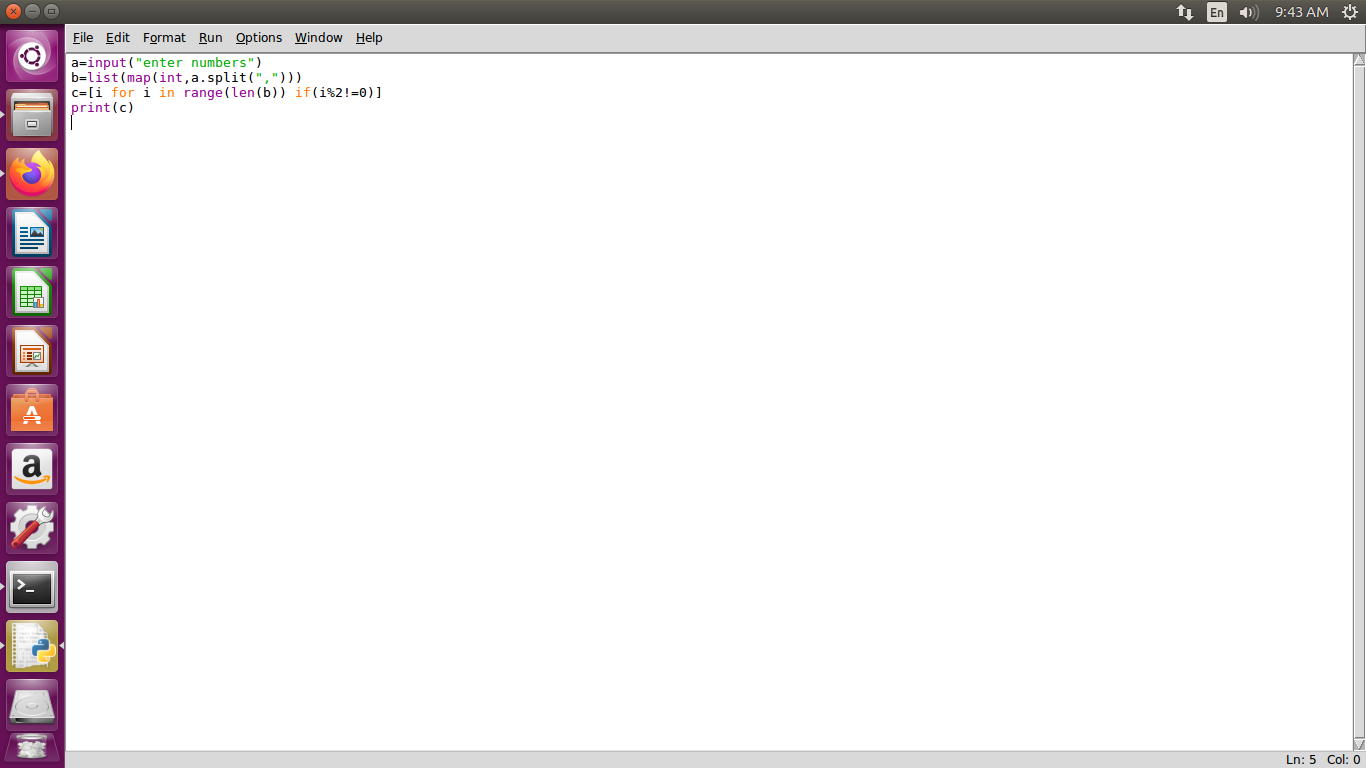 En 9:43 AM
File Edit Format Run Options Window Help
a=input("enter numbers")
b=list(map(int,a.split(",")))
c=[i for i in range(len(b)) if(i%2!=0)]
print(c)
A
a
>_
Ln: 5 Col: 0